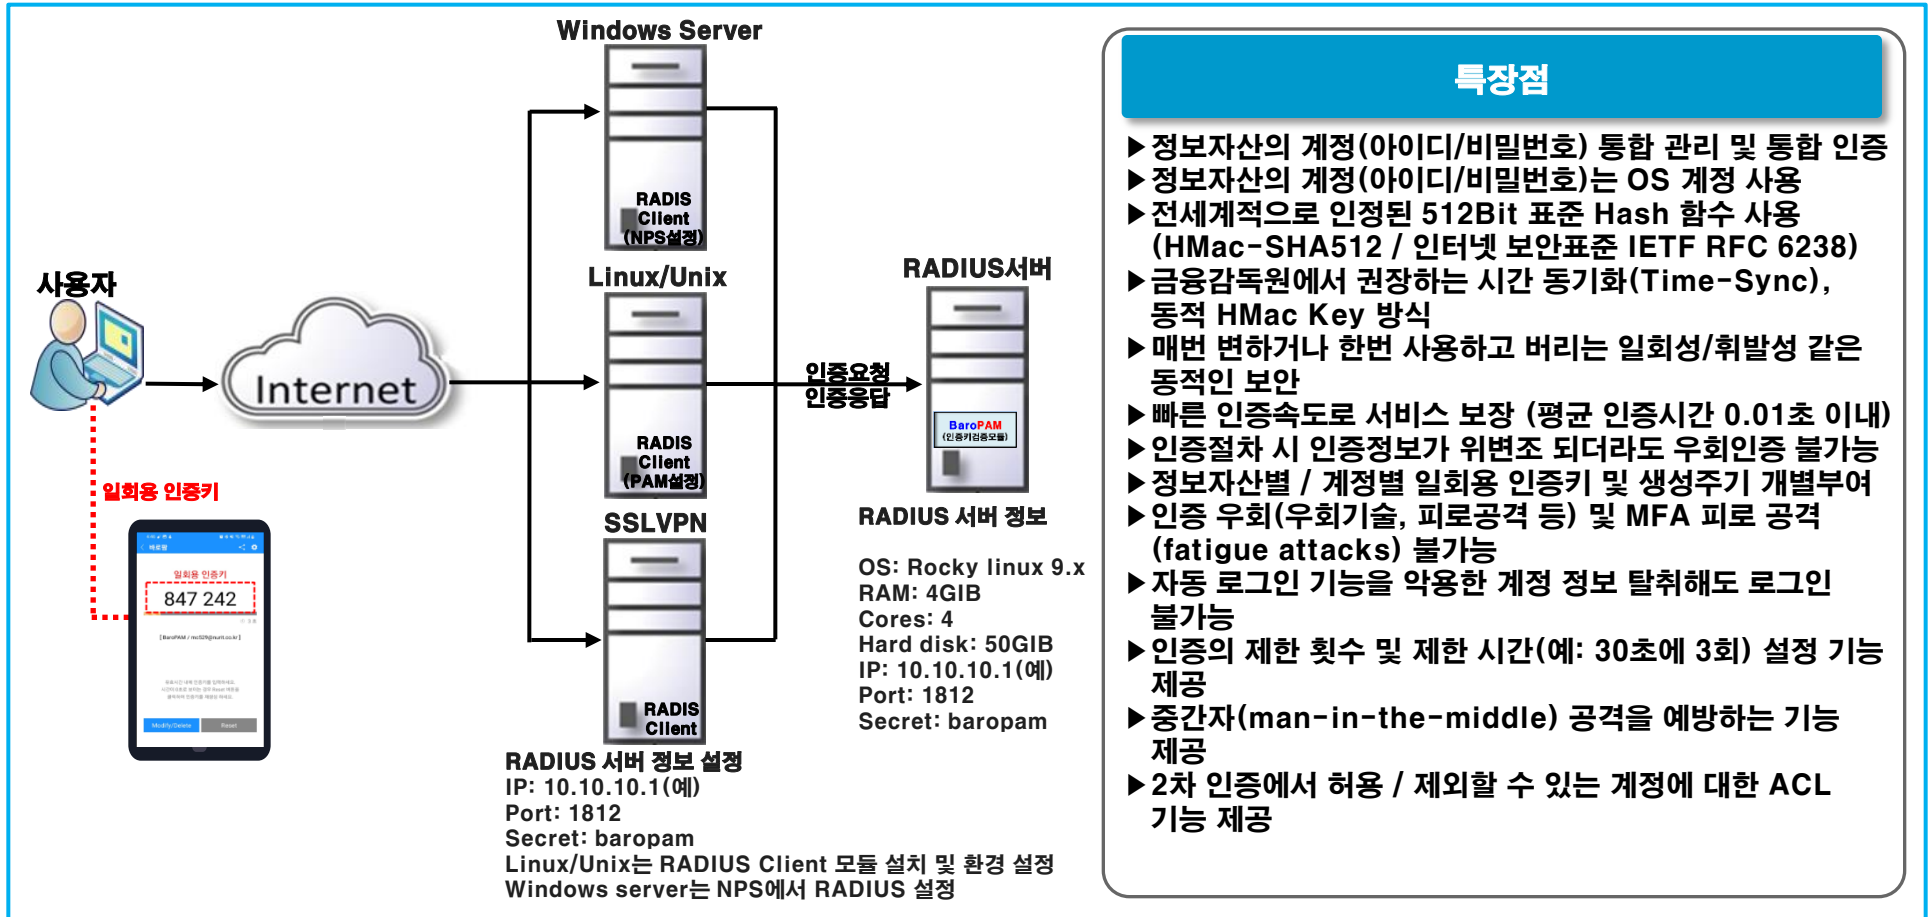 Windows Server
RADIS
Client
(NPS설정)
사용자
Internet
Linux/Unix
RADIS
Client
(PAM설정)
인증요청
인증응답
RADIUS서버
BaroPAM
(인증키검증모듈)
일회용 인증키
바로팜
일회용 인증키
847 242
Modify/Delete
Reset
SSLVPN
RADIS
Client
RADIUS 서버 정보 설정
IP: 10.10.10.1(예)
Port: 1812
Secret: baropam
Linux/Unix는 RADIUS Client 모듈 설치 및 환경 설정
Windows server는 NPS에서 RADIUS 설정
RADIUS 서버 정보
OS: Rocky linux 9.x
RAM: 4GIB
Cores: 4
Hard disk: 50GIB
IP: 10.10.10.1(예)
Port: 1812
Secret: baropam
특장점
▶정보자산의 계정(아이디/비밀번호) 통합 관리 및 통합 인증
▶정보자산의 계정(아이디/비밀번호)는 OS 계정 사용
▶전세계적으로 인정된 512Bit 표준 Hash 함수 사용
(HMac-SHA512 / 인터넷 보안표준 IETF RFC 6238)
▶금융감독원에서 권장하는 시간 동기화(Time-Sync),
동적 HMac Key 방식
▶매번 변하거나 한번 사용하고 버리는 일회성/휘발성 같은
동적인 보안
▶빠른 인증속도로 서비스 보장 (평균 인증시간 0.01초 이내)
▶인증절차 시 인증정보가 위변조 되더라도 우회인증 불가능
▶정보자산별 / 계정별 일회용 인증키 및 생성주기 개별부여
▶인증 우회(우회기술, 피로공격 등) 및 MFA 피로 공격
(fatigue attacks) 불가능
▶자동 로그인 기능을 악용한 계정 정보 탈취해도 로그인
불가능
▶인증의 제한 횟수 및 제한 시간(예: 30초에 3회) 설정 기능
제공
▶중간자(man-in-the-middle) 공격을 예방하는 기능
제공
▶2차 인증에서 허용 / 제외할 수 있는 계정에 대한 ACL
기능 제공